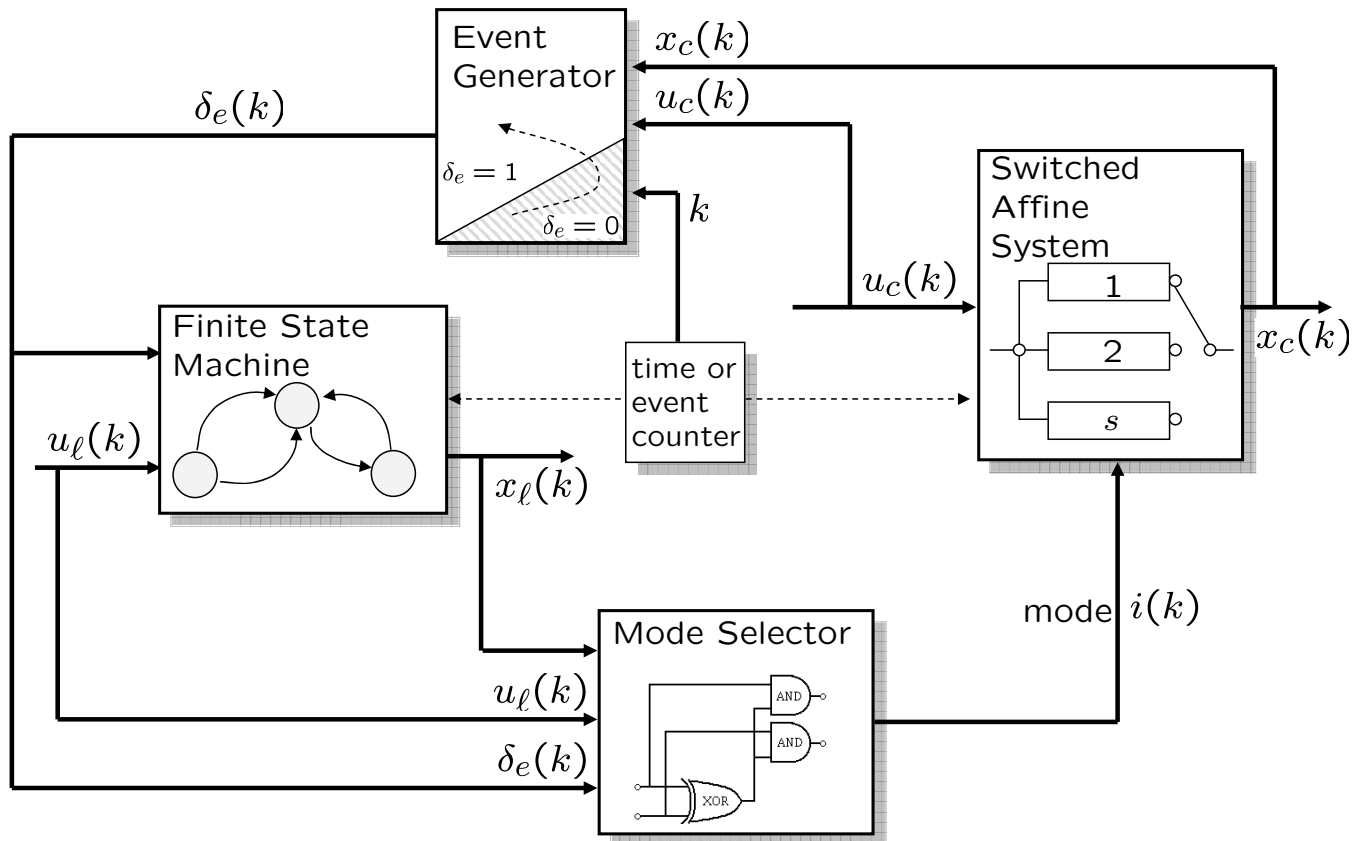 Event
Generator
x_c(k)
u_c(k)
δ_e(k)
δ_e = 1
δ_e = 0
k
Switched
Affine
System
1
2
s
u_c(k)
x_c(k)
Finite State
Machine
time or
event
counter
u_ℓ(k)
x_ℓ(k)
mode i(k)
Mode Selector
AND
AND
XOR
u_ℓ(k)
δ_e(k)